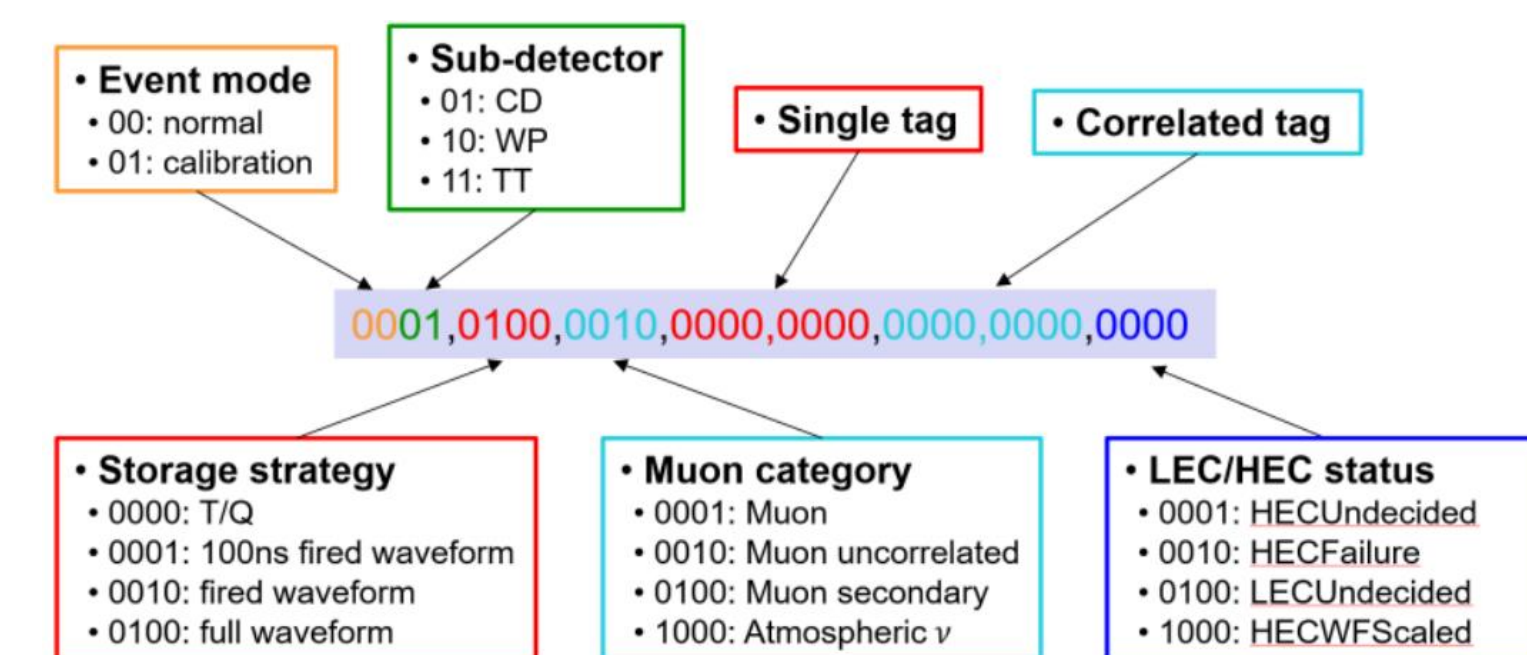 • Event mode
• 00: normal
• 01: calibration
• Sub-detector
• 01: CD
• 10: WP
• 11: TT
• Single tag
• Correlated tag
0001,0100,0010,0000,0000,0000,0000,0000
• Storage strategy
• 0000: T/Q
• 0001: 100ns fired waveform
• 0010: fired waveform
• 0100: full waveform
• Muon category
• 0001: Muon
• 0010: Muon uncorrelated
• 0100: Muon secondary
• 1000: Atmospheric ν
• LEC/HEC status
• 0001: HECUndecided
• 0010: HECFailure
• 0100: LECUndecided
• 1000: HECWFScaled